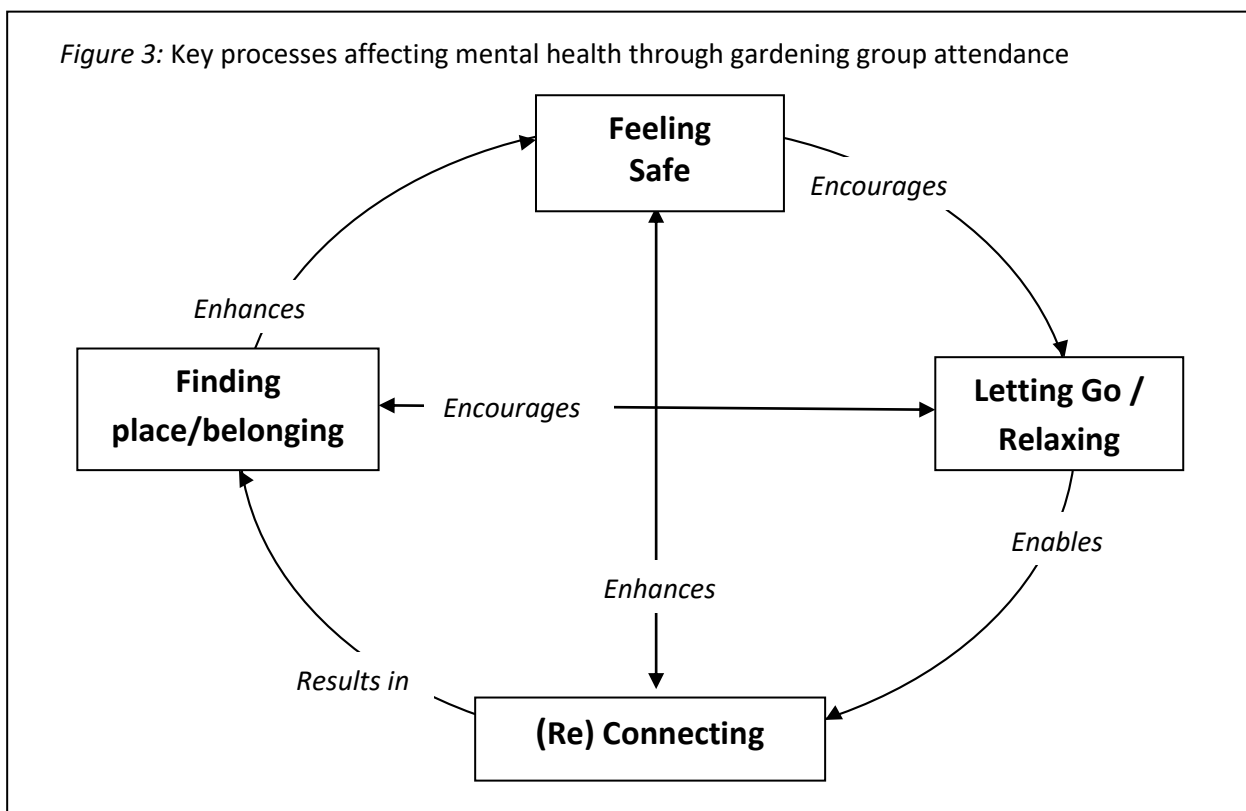 Figure 3: Key processes affecting mental health through gardening group attendance
Feeling
Safe
Encourages
Enhances
Finding
place/belonging
Encourages
Letting Go /
Relaxing
Enables
Enhances
Results in
(Re) Connecting